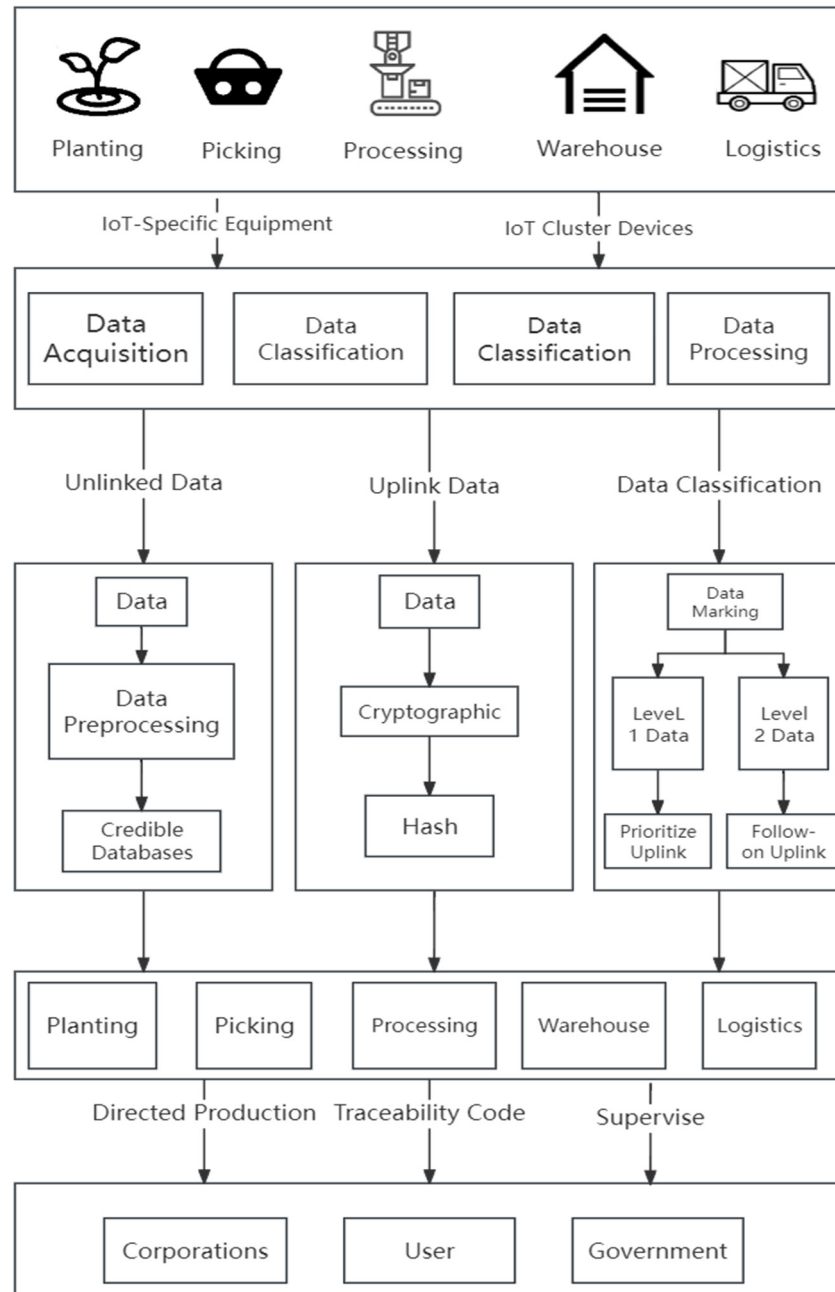 Planting
Picking
Processing
Warehouse
Logistics
IoT-Specific Equipment
IoT Cluster Devices
Data
Acquisition
Data
Classification
Data
Classification
Data
Processing
Unlinked Data
Uplink Data
Data Classification
Data
Data
Preprocessing
Credible
Databases
Data
Cryptographic
Hash
Data
Marking
LeveL
1 Data
Level
2 Data
Prioritize
Uplink
Follow-
on Uplink
Planting
Picking
Processing
Warehouse
Logistics
Directed Production
Traceability Code
Supervise
Corporations
User
Government